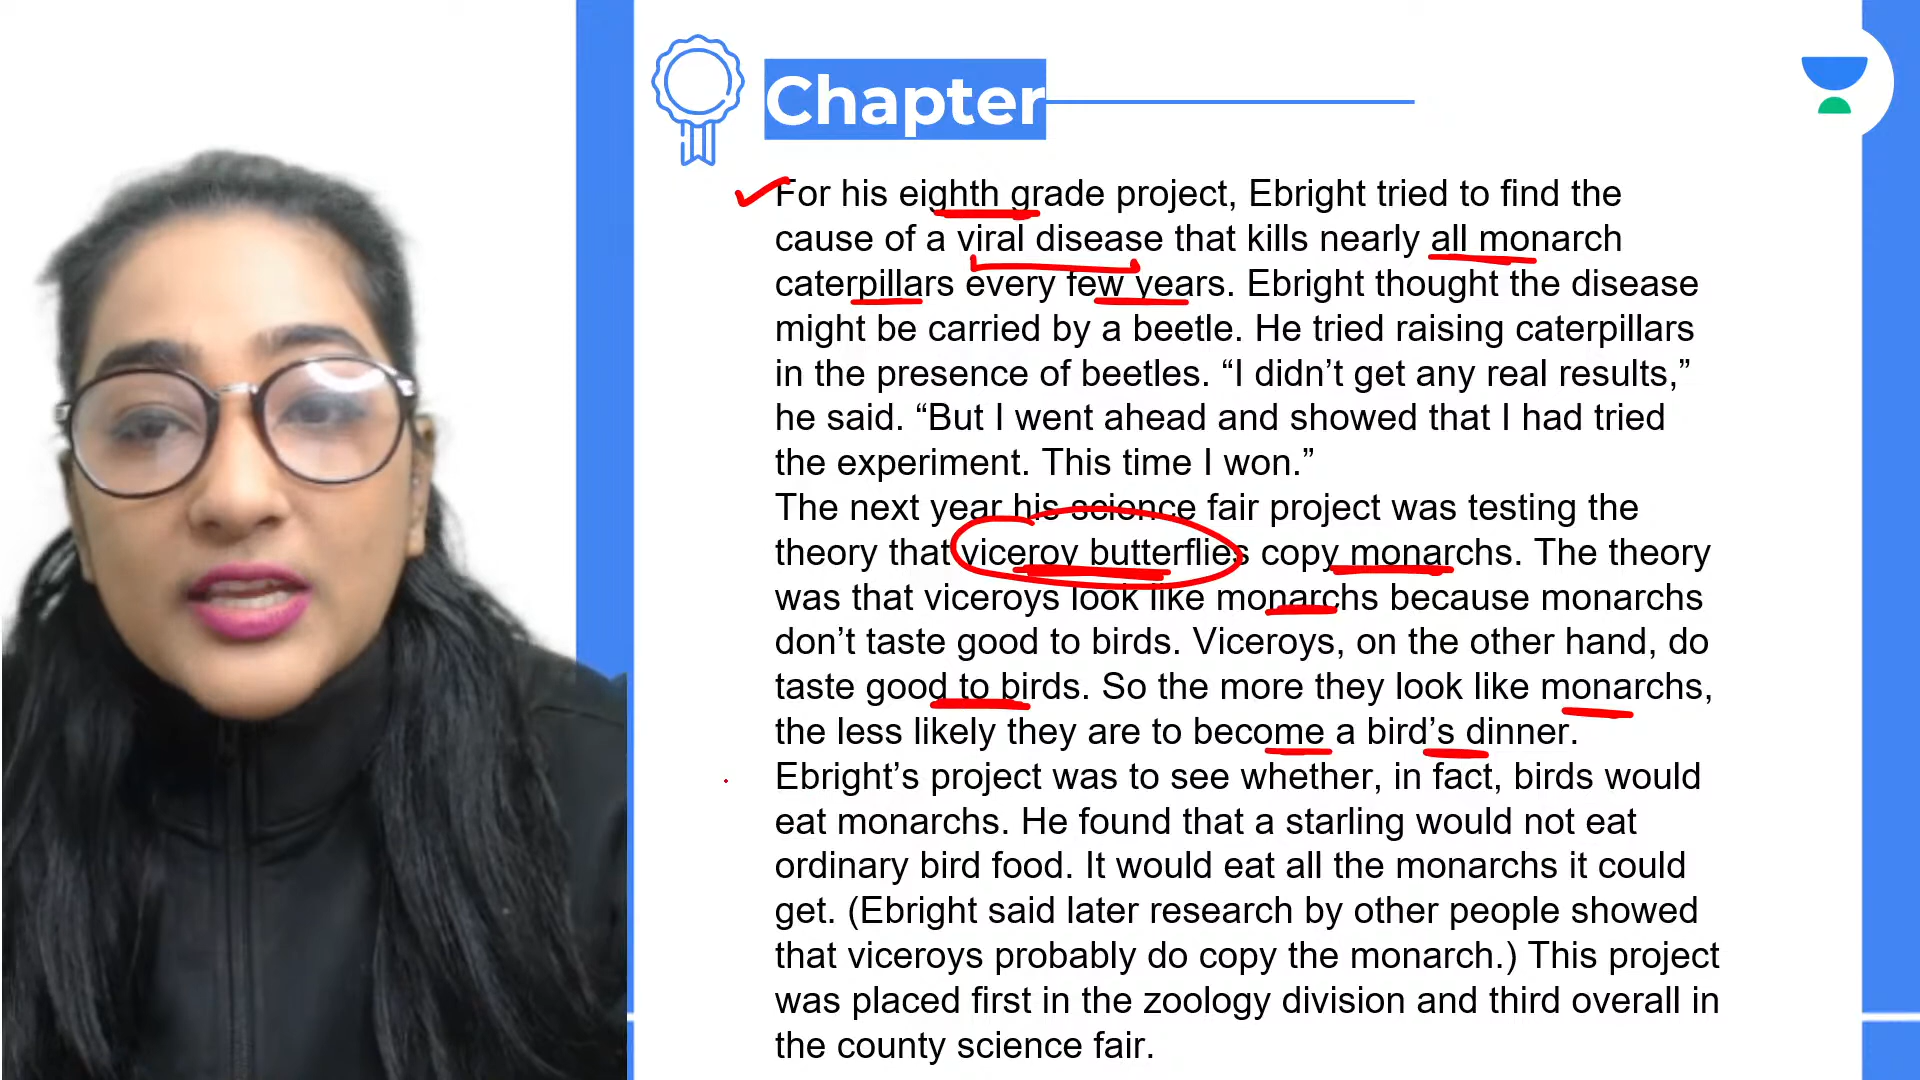 Chapter
For his eighth grade project, Ebright tried to find the
cause of a viral disease that kills nearly all monarch
caterpillars every few years. Ebright thought the disease
might be carried by a beetle. He tried raising caterpillars
in the presence of beetles. “I didn’t get any real results,”
he said. “But I went ahead and showed that I had tried
the experiment. This time I won.”
The next year his science fair project was testing the
theory that viceroy butterflies copy monarchs. The theory
was that viceroys look like monarchs because monarchs
don’t taste good to birds. Viceroys, on the other hand, do
taste good to birds. So the more they look like monarchs,
the less likely they are to become a bird’s dinner.
Ebright’s project was to see whether, in fact, birds would
eat monarchs. He found that a starling would not eat
ordinary bird food. It would eat all the monarchs it could
get. (Ebright said later research by other people showed
that viceroys probably do copy the monarch.) This project
was placed first in the zoology division and third overall in
the county science fair.